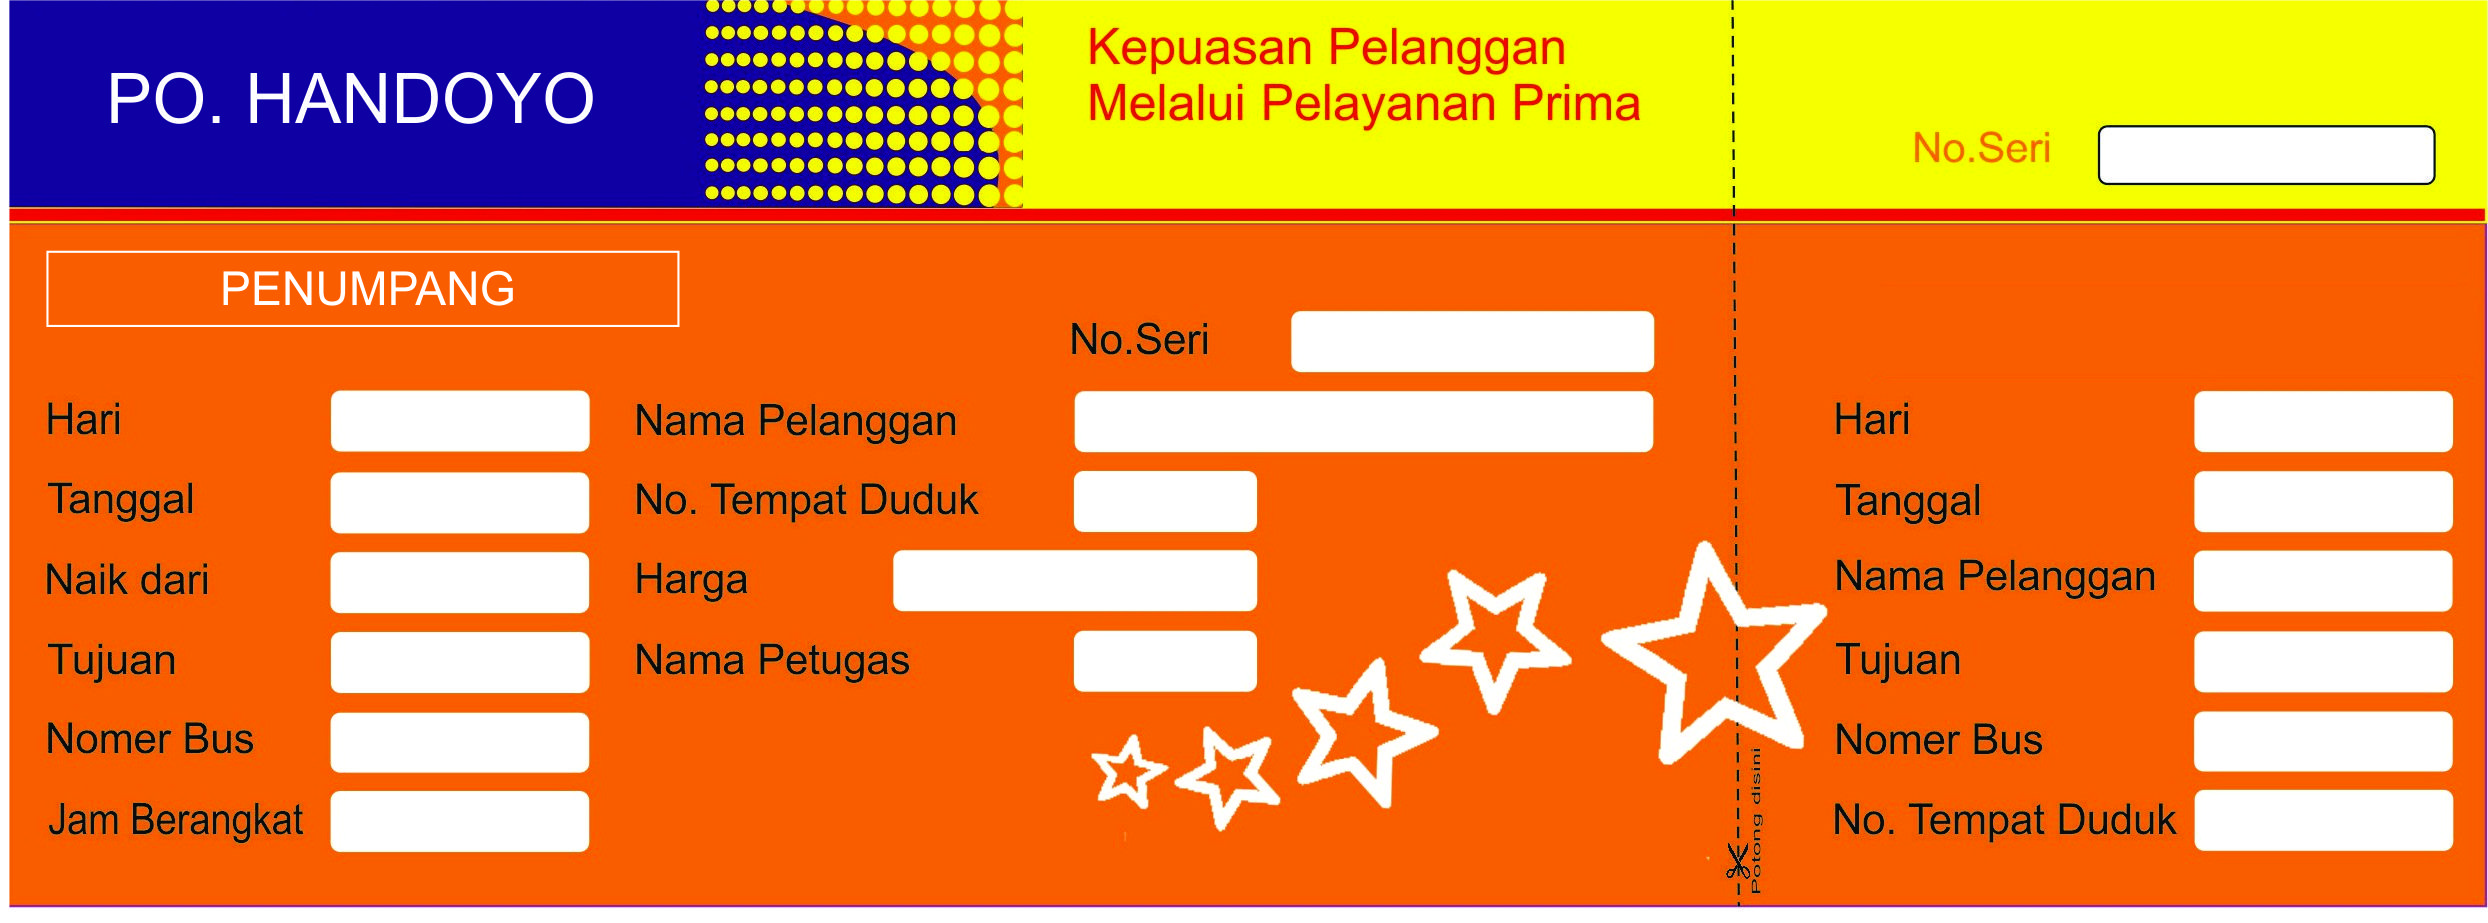 PO. HANDOYO
Kepuasan Pelanggan
Melalui Pelayanan Prima
No.Seri
PENUMPANG
No.Seri
Hari
Tanggal
Naik dari
Tujuan
Nomer Bus
Jam Berangkat
Nama Pelanggan
No. Tempat Duduk
Harga
Nama Petugas
Potong disini
Hari
Tanggal
Nama Pelanggan
Tujuan
Nomer Bus
No. Tempat Duduk